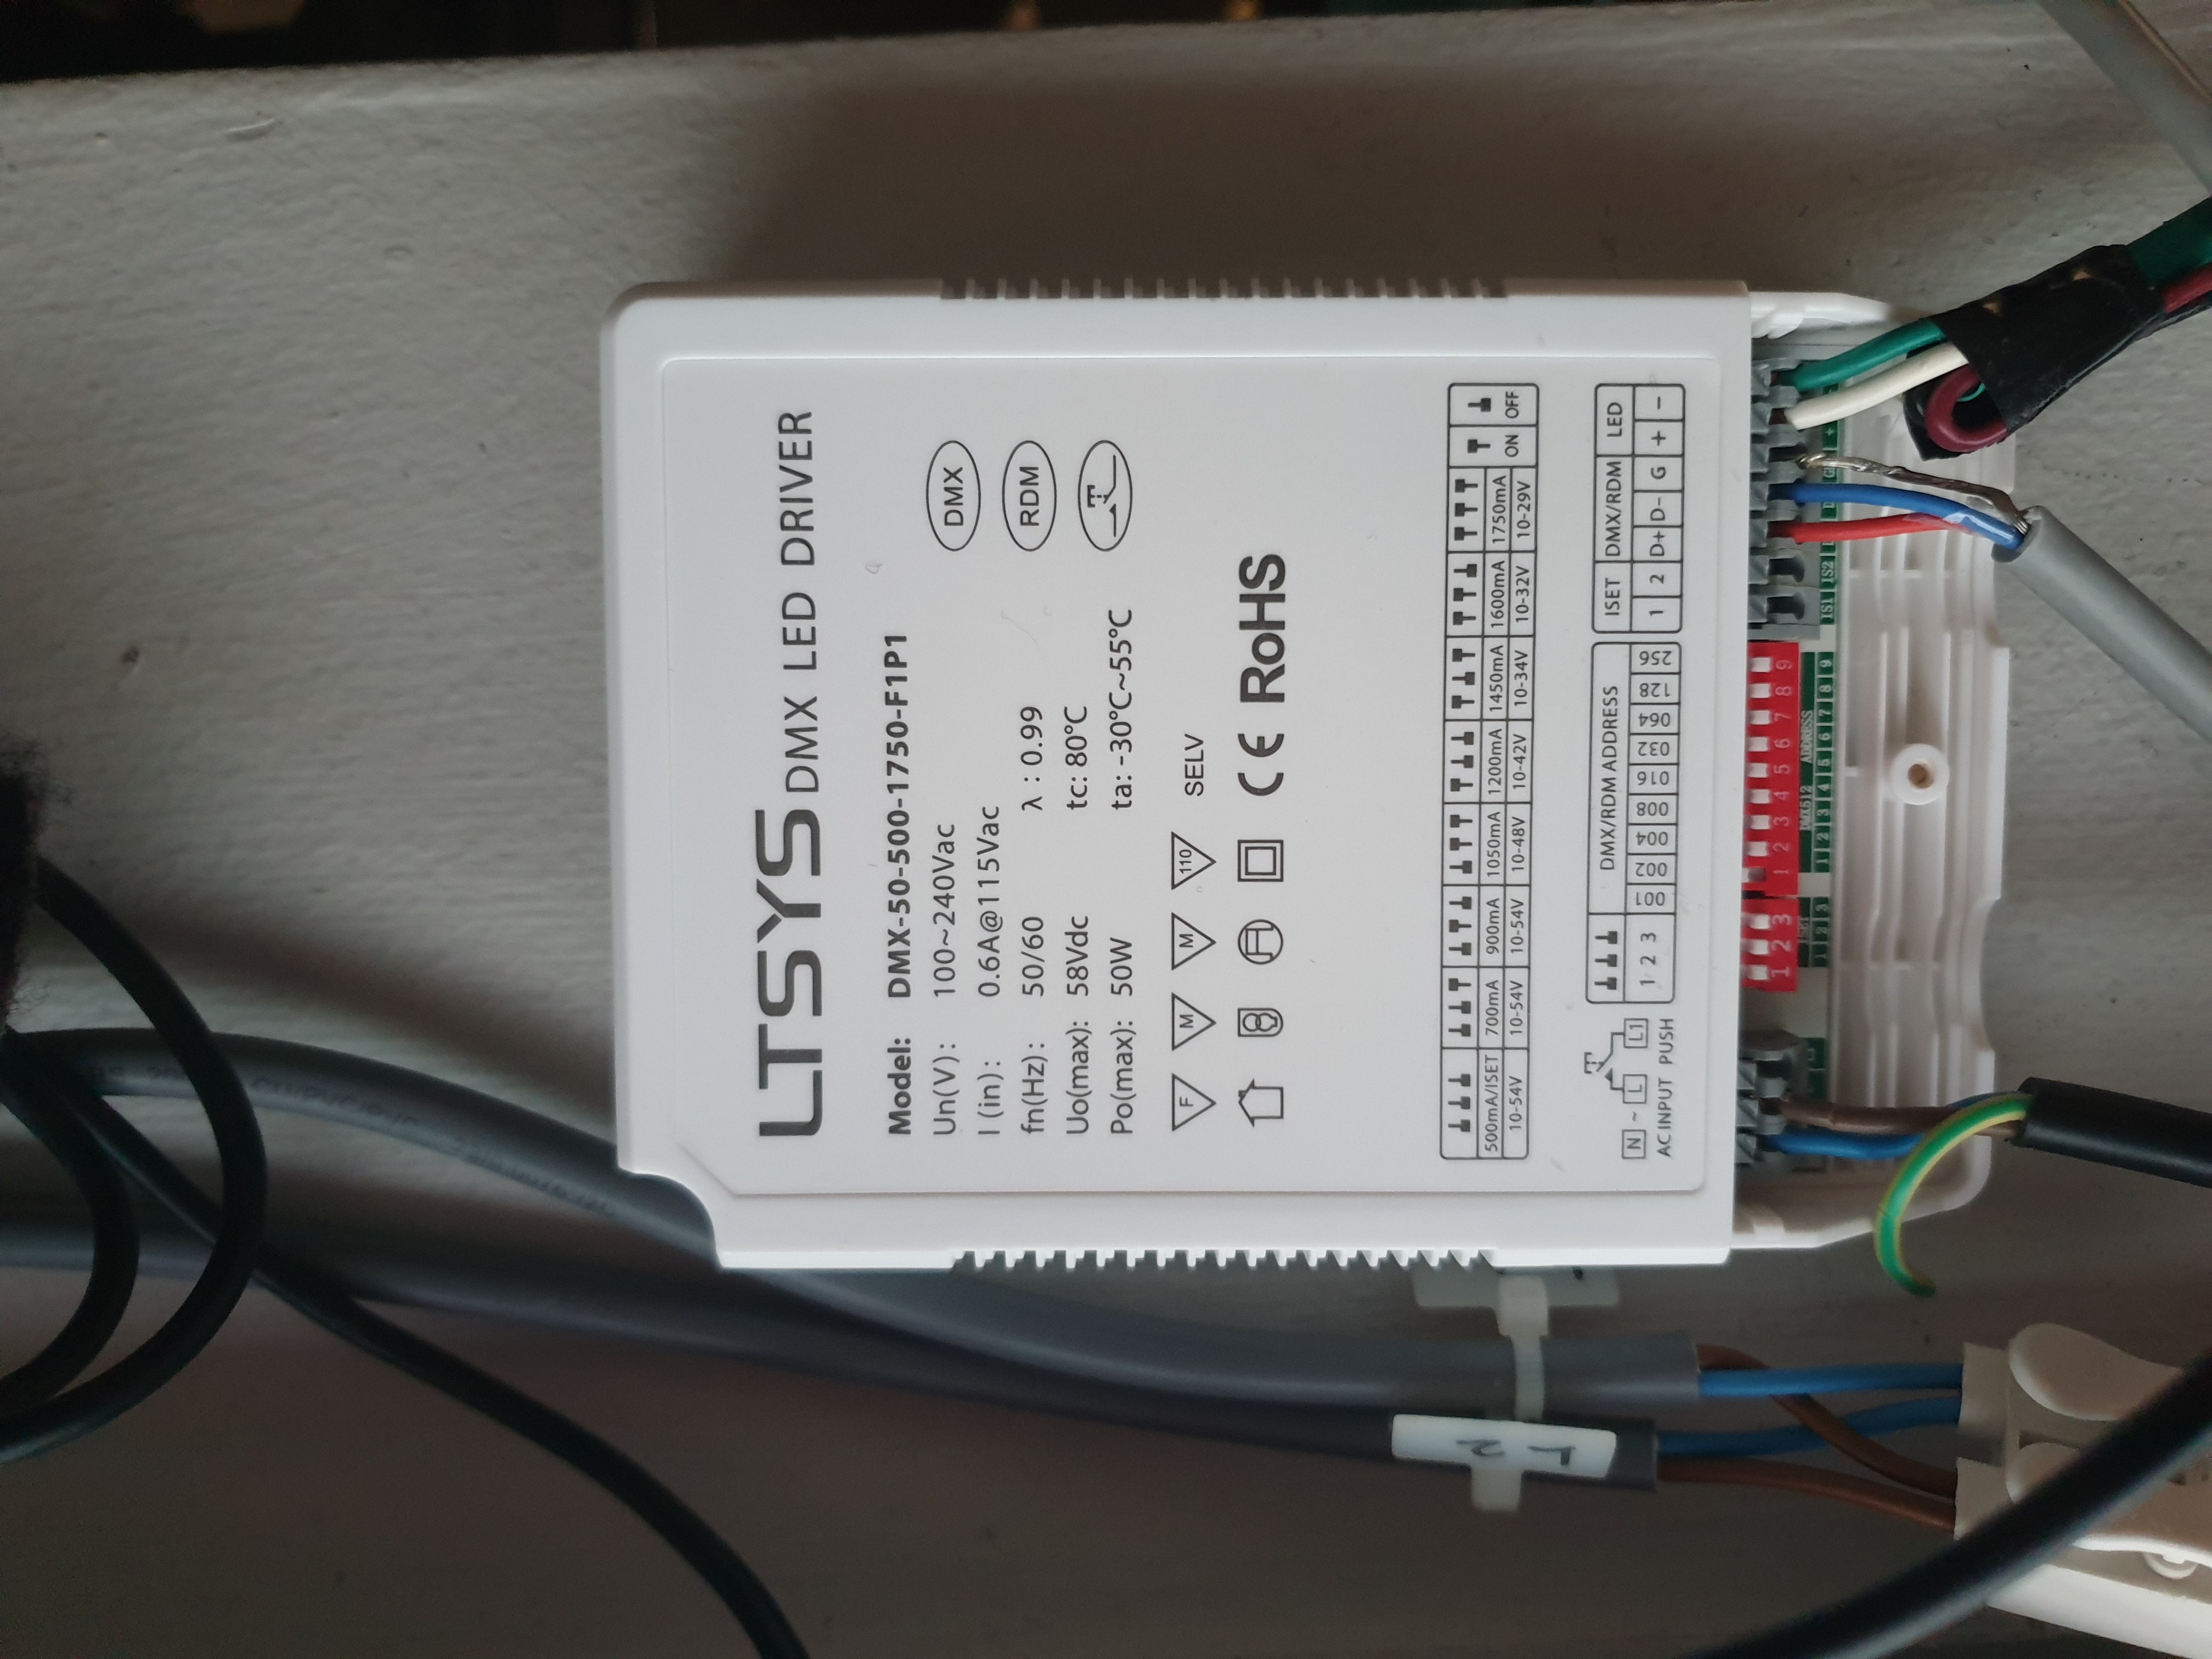 LTSYS DMX LED DRIVER
Model: DMX-50-500-1750-F1P1
Un(V): 100~240Vac
I (in): 0.6A@115Vac
fn(Hz): 50/60 λ : 0.99
Uo(max): 58Vdc tc: 80°C
Po(max): 50W ta: -30°C~55°C
DMX
RDM
F M M 110 SELV
CE RoHS
500mA/ISET 700mA 900mA 1050mA 1200mA 1450mA 1600mA 1750mA ON OFF
10-54V 10-54V 10-54V 10-48V 10-42V 10-34V 10-32V 10-29V
N ~ L L1
AC INPUT PUSH
1 2 3
DMX/RDM ADDRESS
001 002 004 008 016 032 064 128 256
ISET DMX/RDM LED
1 2 D+ D- G + -
1 2 3 1 2 3 4 5 6 7 8 9
ISET DMX512 ADDRESS
1 2 3 1 2 3 4 5 6 7 8 9 IS1 IS2
L2